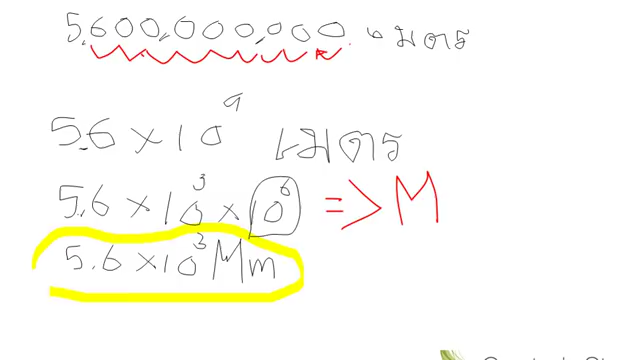 5,600,000,000 เมตร
5.6 × 10⁹ เมตร
5.6 × 10³ × 10⁶ => M
5.6 × 10³ Mm